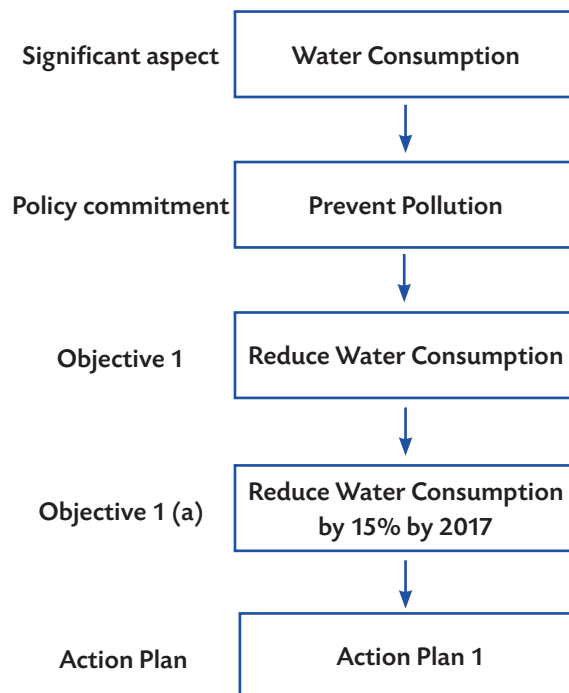 Significant aspect
Water Consumption
Policy commitment
Prevent Pollution
Objective 1
Reduce Water Consumption
Objective 1 (a)
Reduce Water Consumption
by 15% by 2017
Action Plan
Action Plan 1